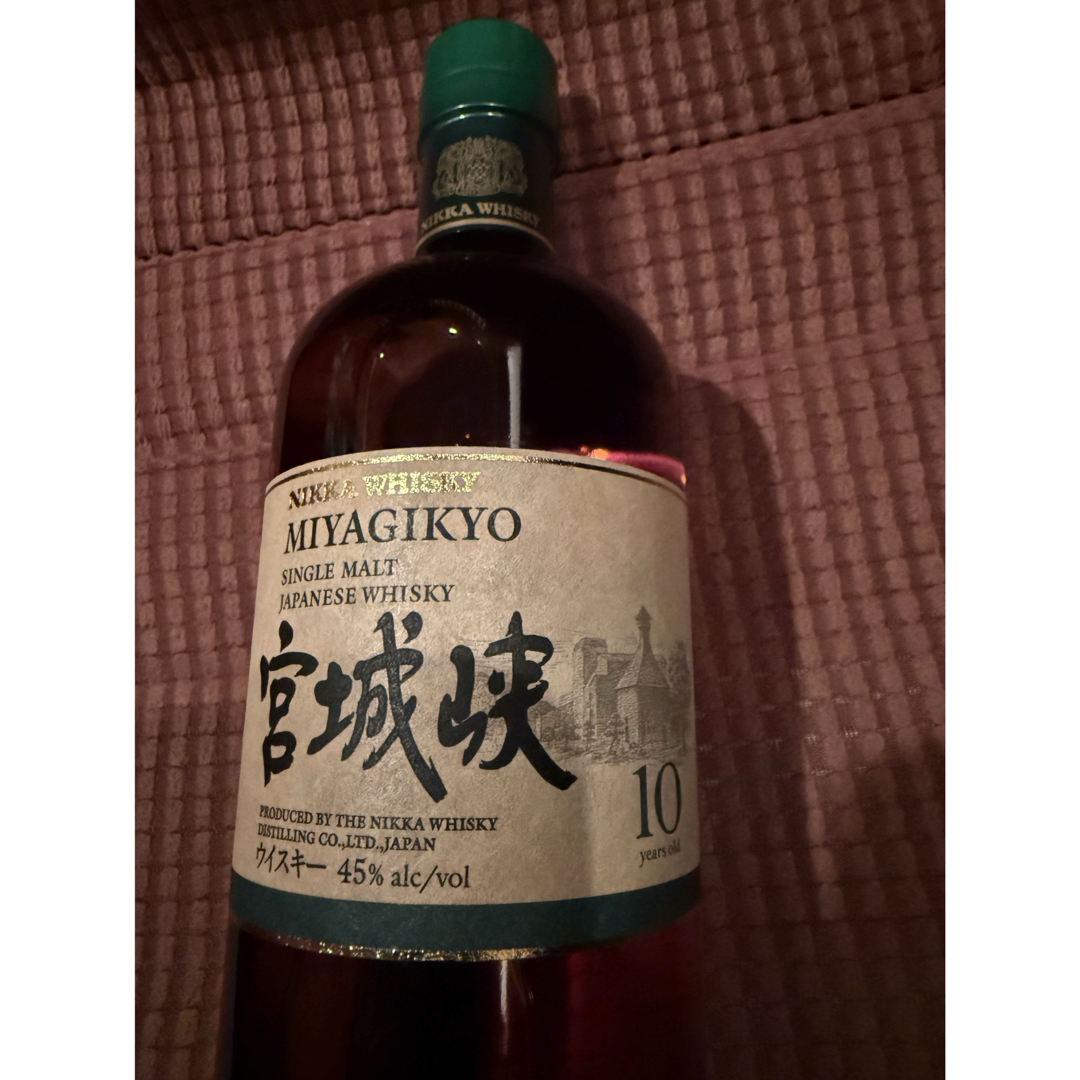 NIKKA WHISKY
NIKKA WHISKY
MIYAGIKYO
SINGLE MALT
JAPANESE WHISKY
宮城峡
10
years old
PRODUCED BY THE NIKKA WHISKY
DISTILLING CO.,LTD.,JAPAN
ウイスキー 45% alc/vol